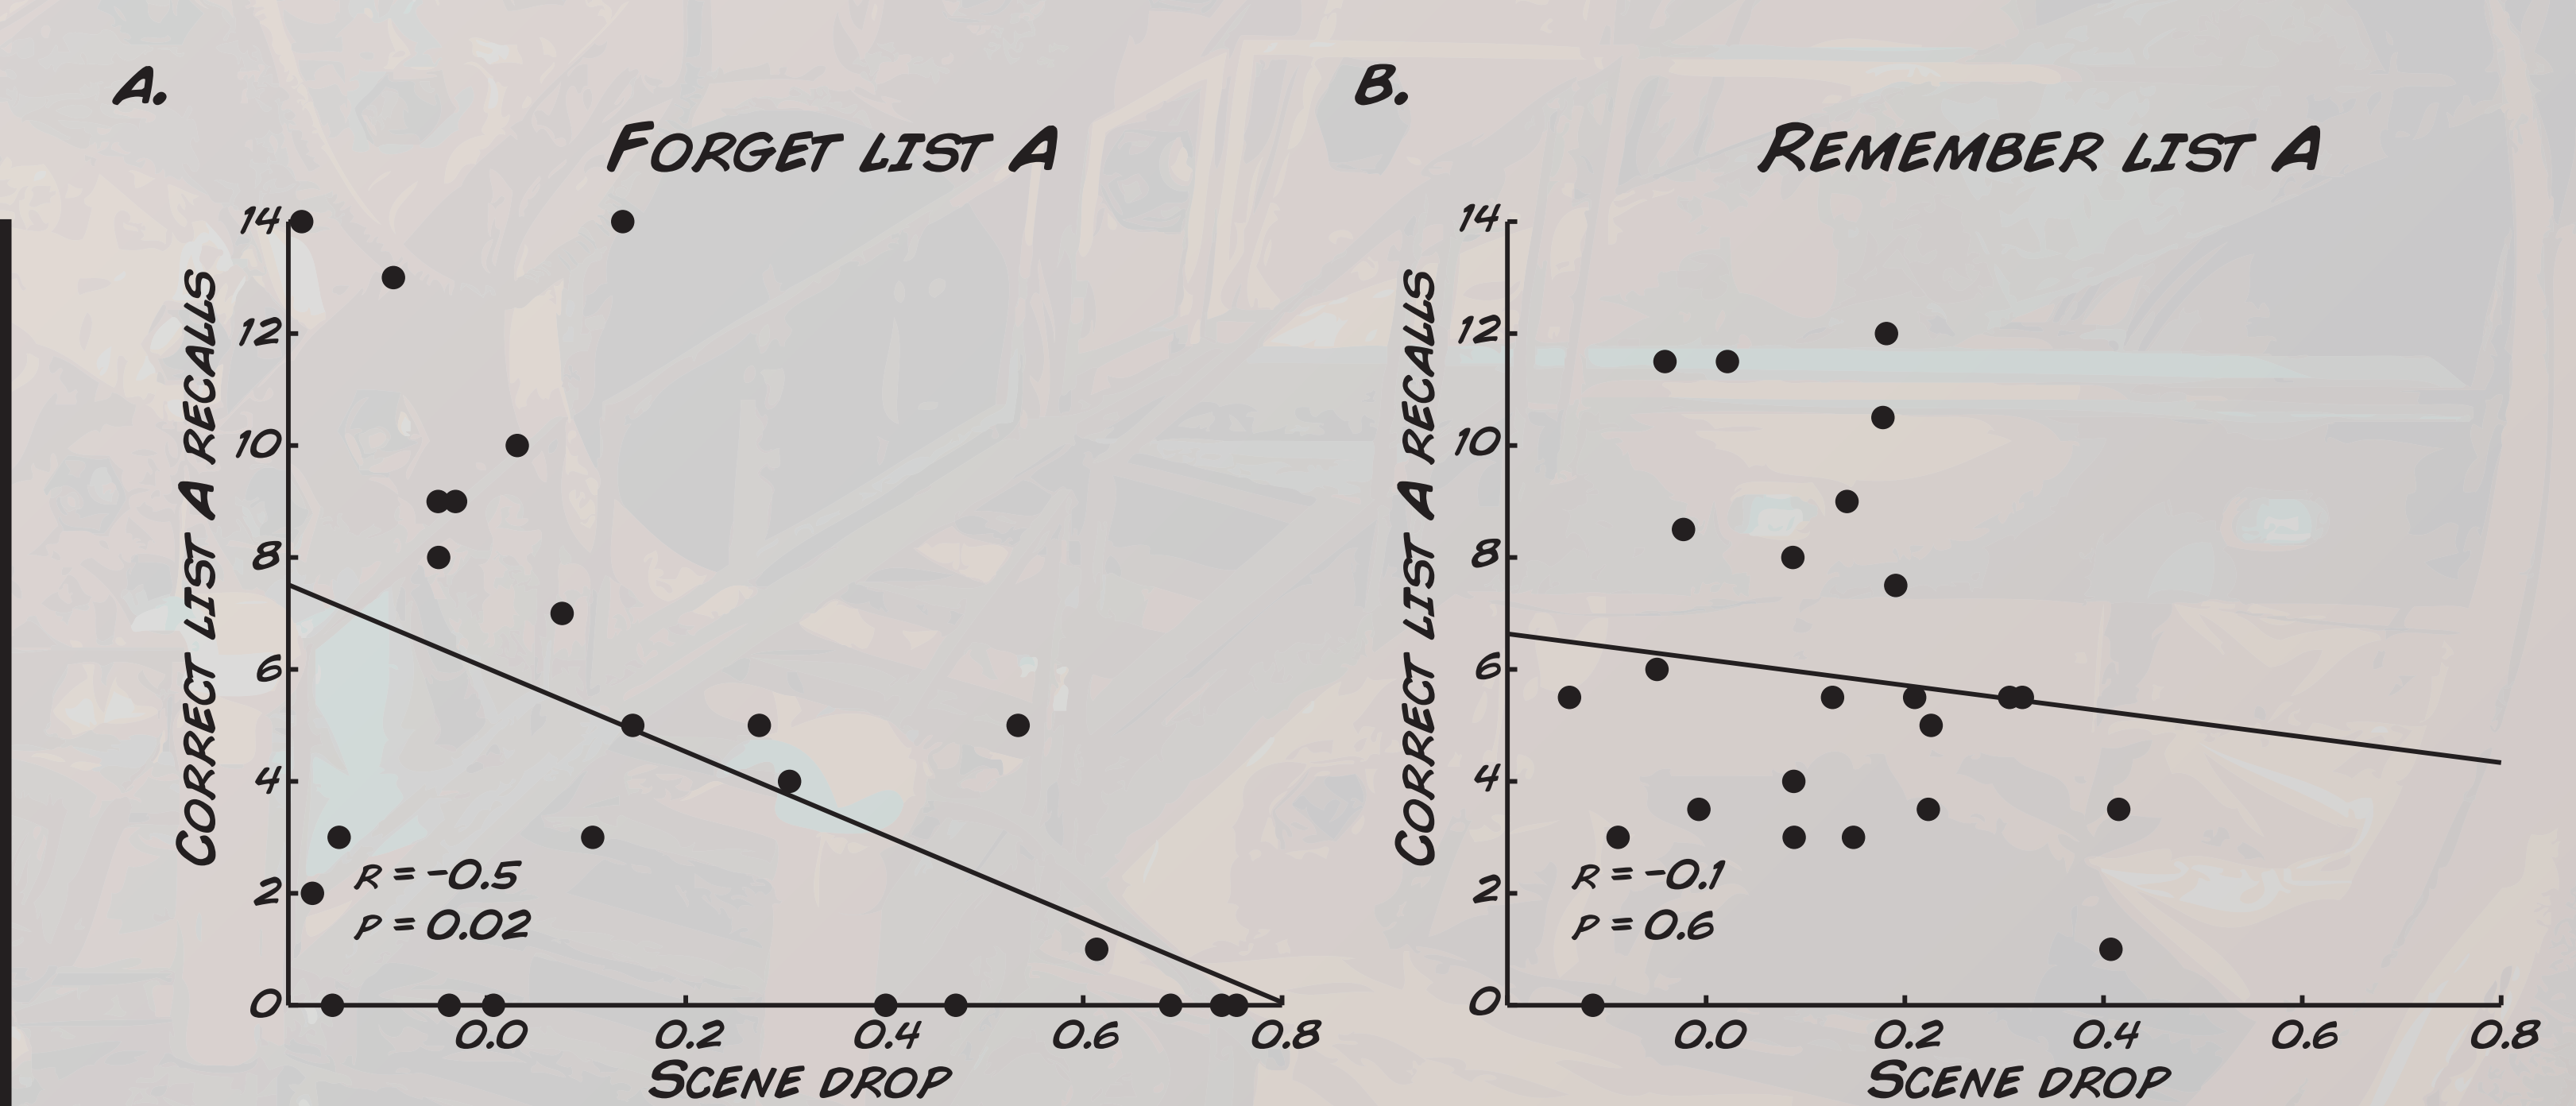 A.
FORGET LIST A
14
12
10
8
6
4
2
0
CORRECT LIST A RECALLS
R = -0.5
P = 0.02
0.0 0.2 0.4 0.6 0.8
SCENE DROP
B.
REMEMBER LIST A
14
12
10
8
6
4
2
0
CORRECT LIST A RECALLS
R = -0.1
P = 0.6
0.0 0.2 0.4 0.6 0.8
SCENE DROP